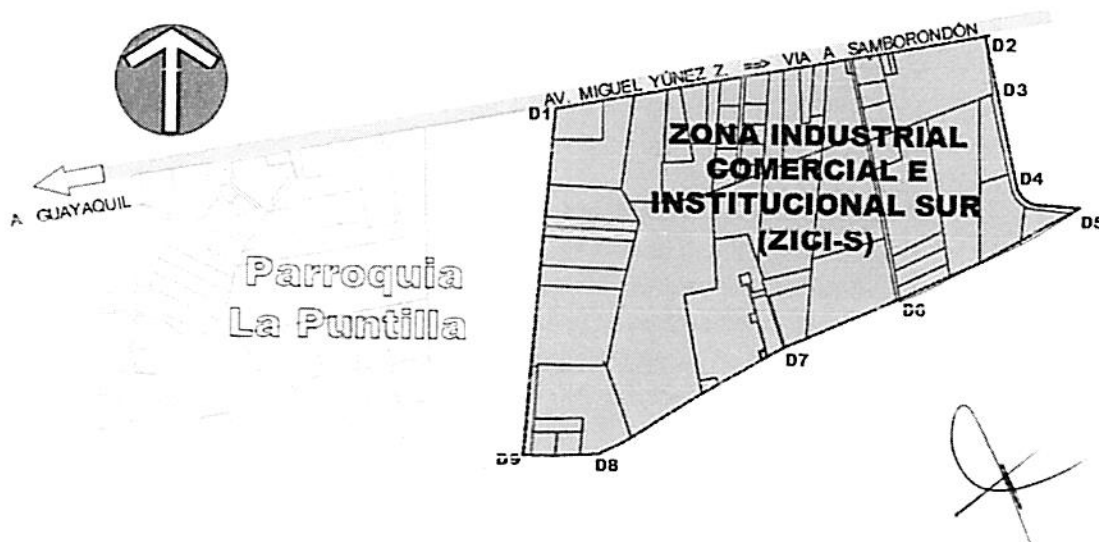 AV. MIGUEL YÚNEZ Z. ==> VIA A SAMBORONDÓN
D1
D2
D3
ZONA INDUSTRIAL
COMERCIAL E
INSTITUCIONAL SUR
(ZICI-S)
D4
D5
A GUAYAQUIL
Parroquia
La Puntilla
D6
D7
D8
D9